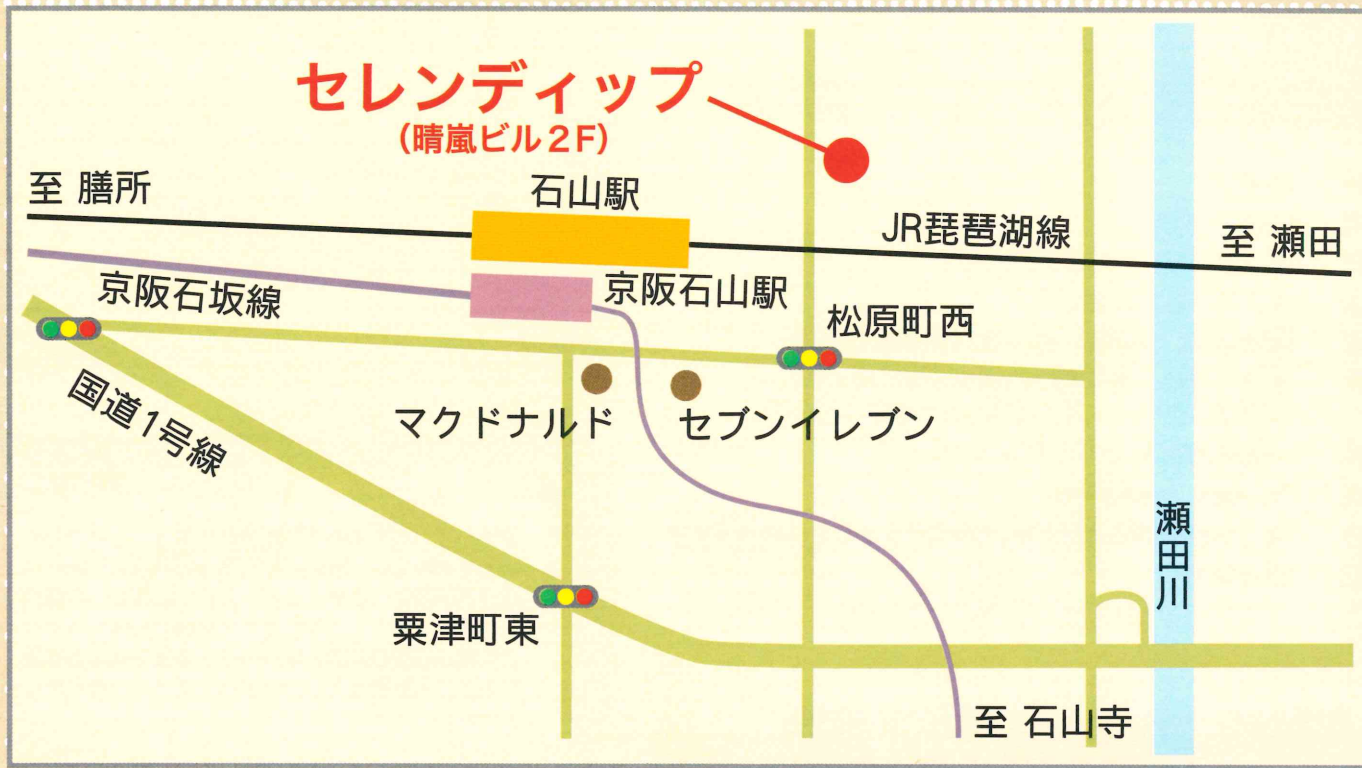 セレンディップ
(晴嵐ビル2F)
至 膳所
石山駅
JR琵琶湖線
至 瀬田
京阪石坂線
京阪石山駅
松原町西
国道1号線
マクドナルド
セブンイレブン
瀬田川
粟津町東
至 石山寺